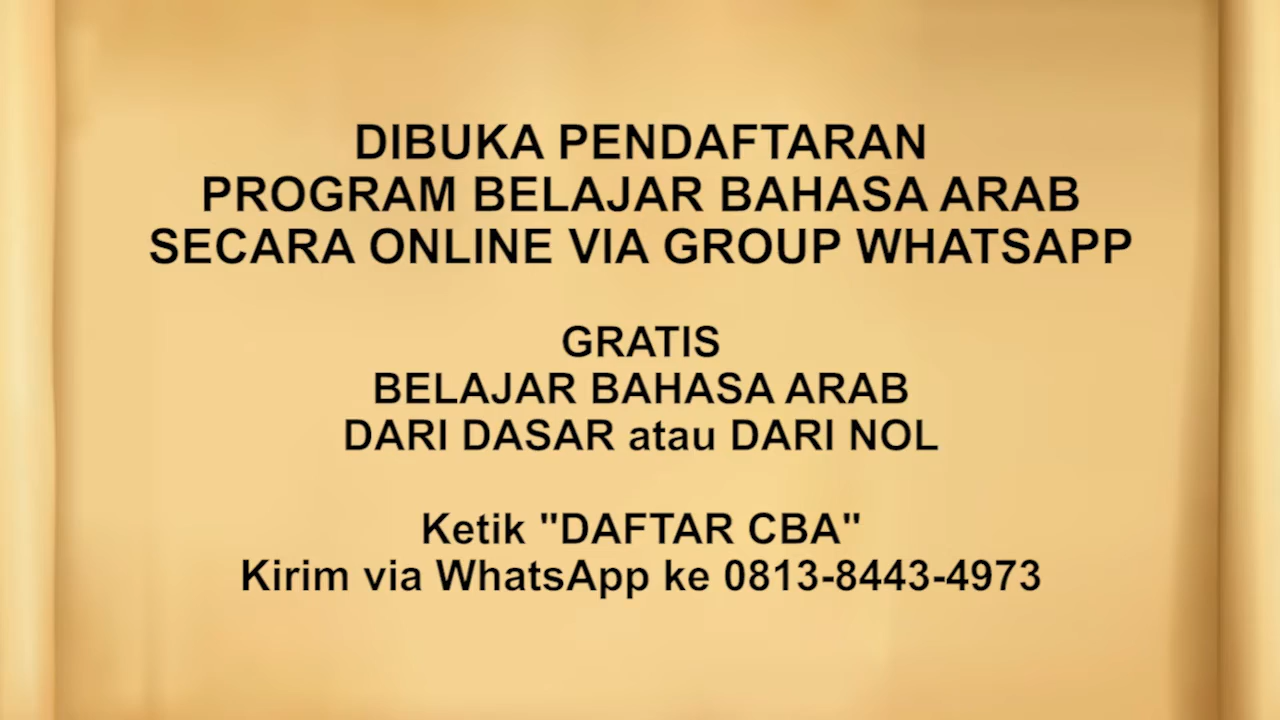 DIBUKA PENDAFTARAN
PROGRAM BELAJAR BAHASA ARAB
SECARA ONLINE VIA GROUP WHATSAPP
GRATIS
BELAJAR BAHASA ARAB
DARI DASAR atau DARI NOL
Ketik "DAFTAR CBA"
Kirim via WhatsApp ke 0813-8443-4973